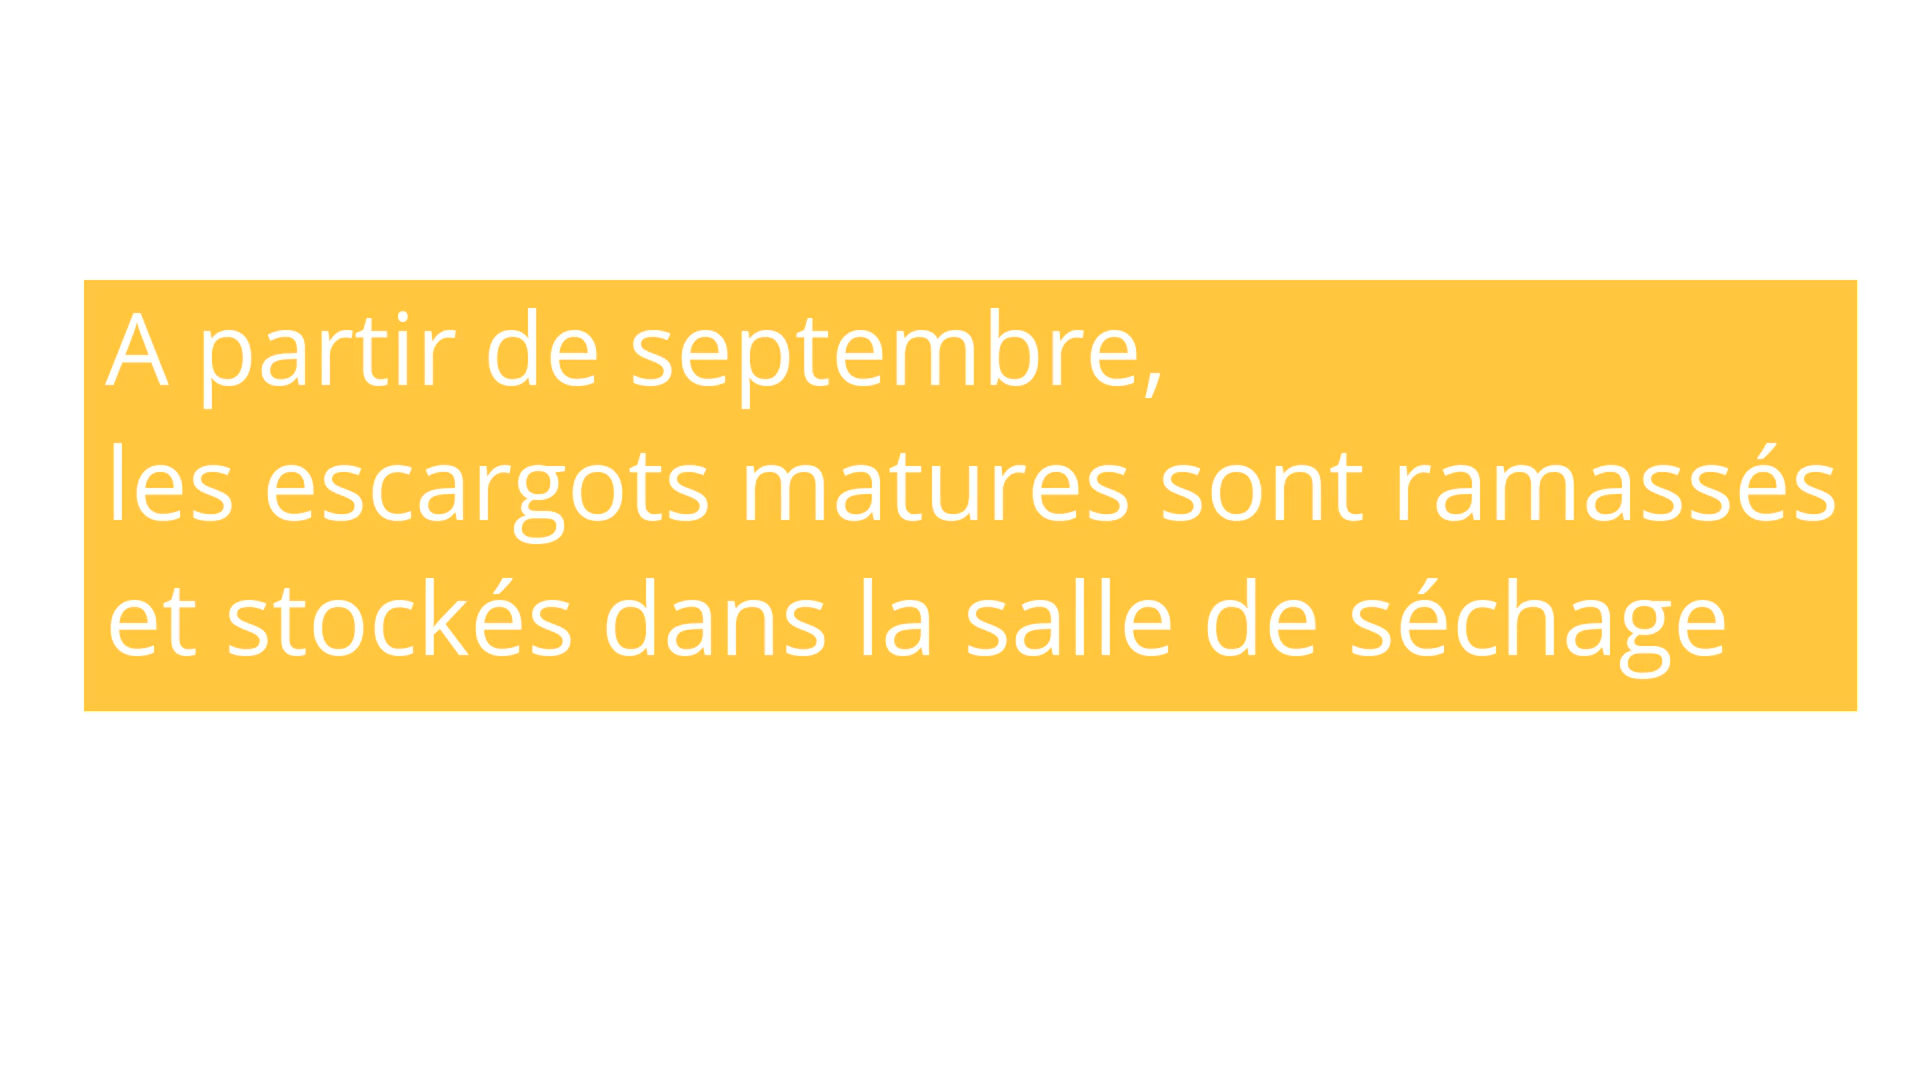 A partir de septembre,
les escargots matures sont ramassés
et stockés dans la salle de séchage